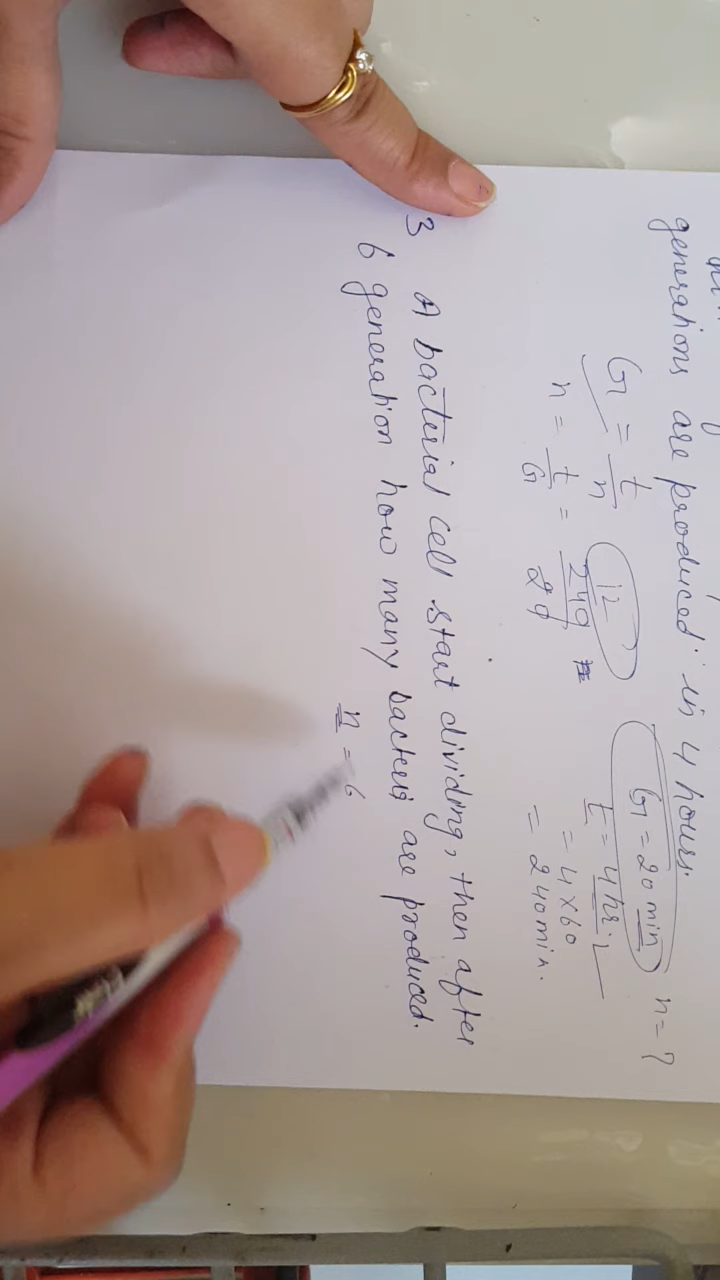 generations are produced in 4 hours.
G = 20 min n = ?
G = t/n t = 4 hr.
n = t/G = 240/20 12 = 4 x 60
= 240 min.
3 A bacterial cell start dividing, then after
6 generation how many bacteria are produced.
n = 6